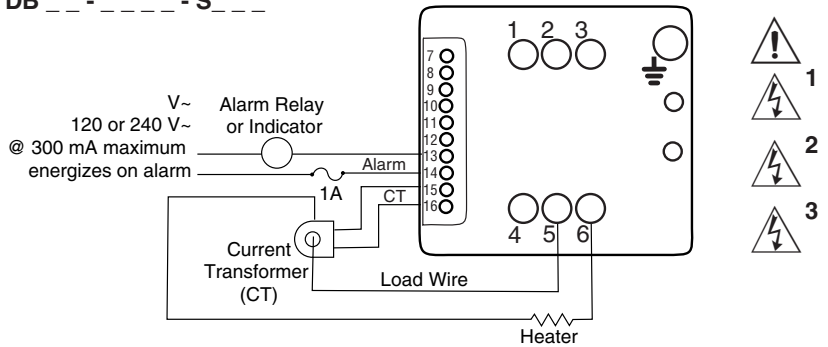 DB _ _ - _ _ _ _ - S_ _ _
1 2 3
7
8
9
10
11
12
13
14
15
16
V~
120 or 240 V~
@ 300 mA maximum
energizes on alarm
Alarm Relay
or Indicator
Alarm
1A
CT
4 5 6
Current
Transformer
(CT)
Load Wire
Heater
1
2
3